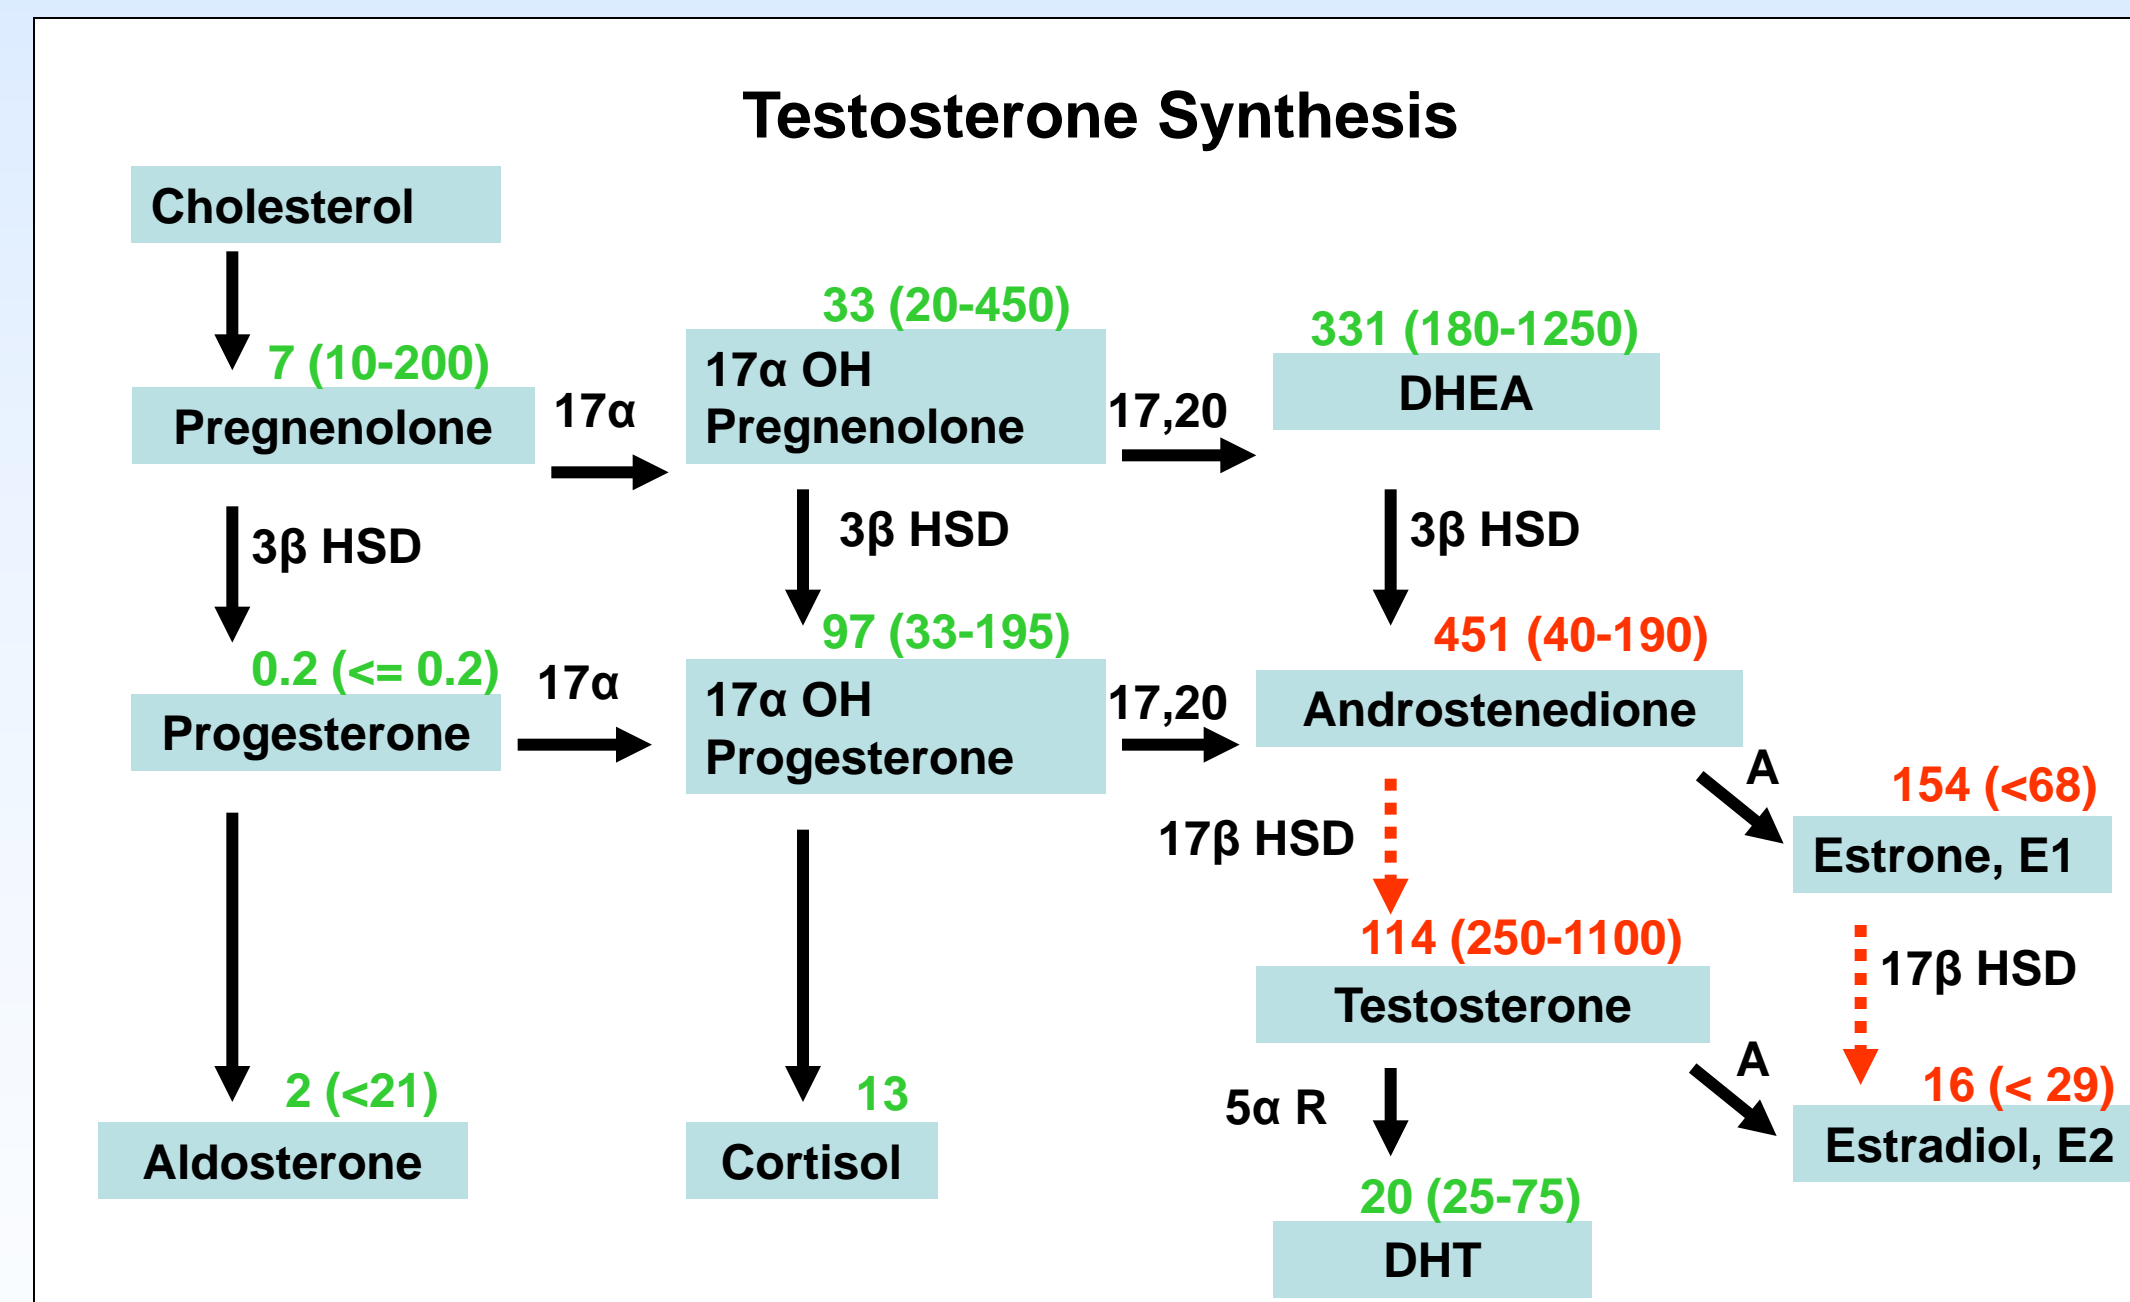 Testosterone Synthesis
Cholesterol
33 (20-450)
331 (180-1250)
7 (10-200)
17α OH
Pregnenolone
DHEA
Pregnenolone
17α
17,20
3β HSD
3β HSD
3β HSD
97 (33-195)
451 (40-190)
0.2 (<= 0.2)
17α
17α OH
Progesterone
17,20
Androstenedione
Progesterone
A
154 (<68)
17β HSD
Estrone, E1
114 (250-1100)
17β HSD
Testosterone
A
2 (<21)
13
5α R
16 (< 29)
Aldosterone
Cortisol
Estradiol, E2
20 (25-75)
DHT